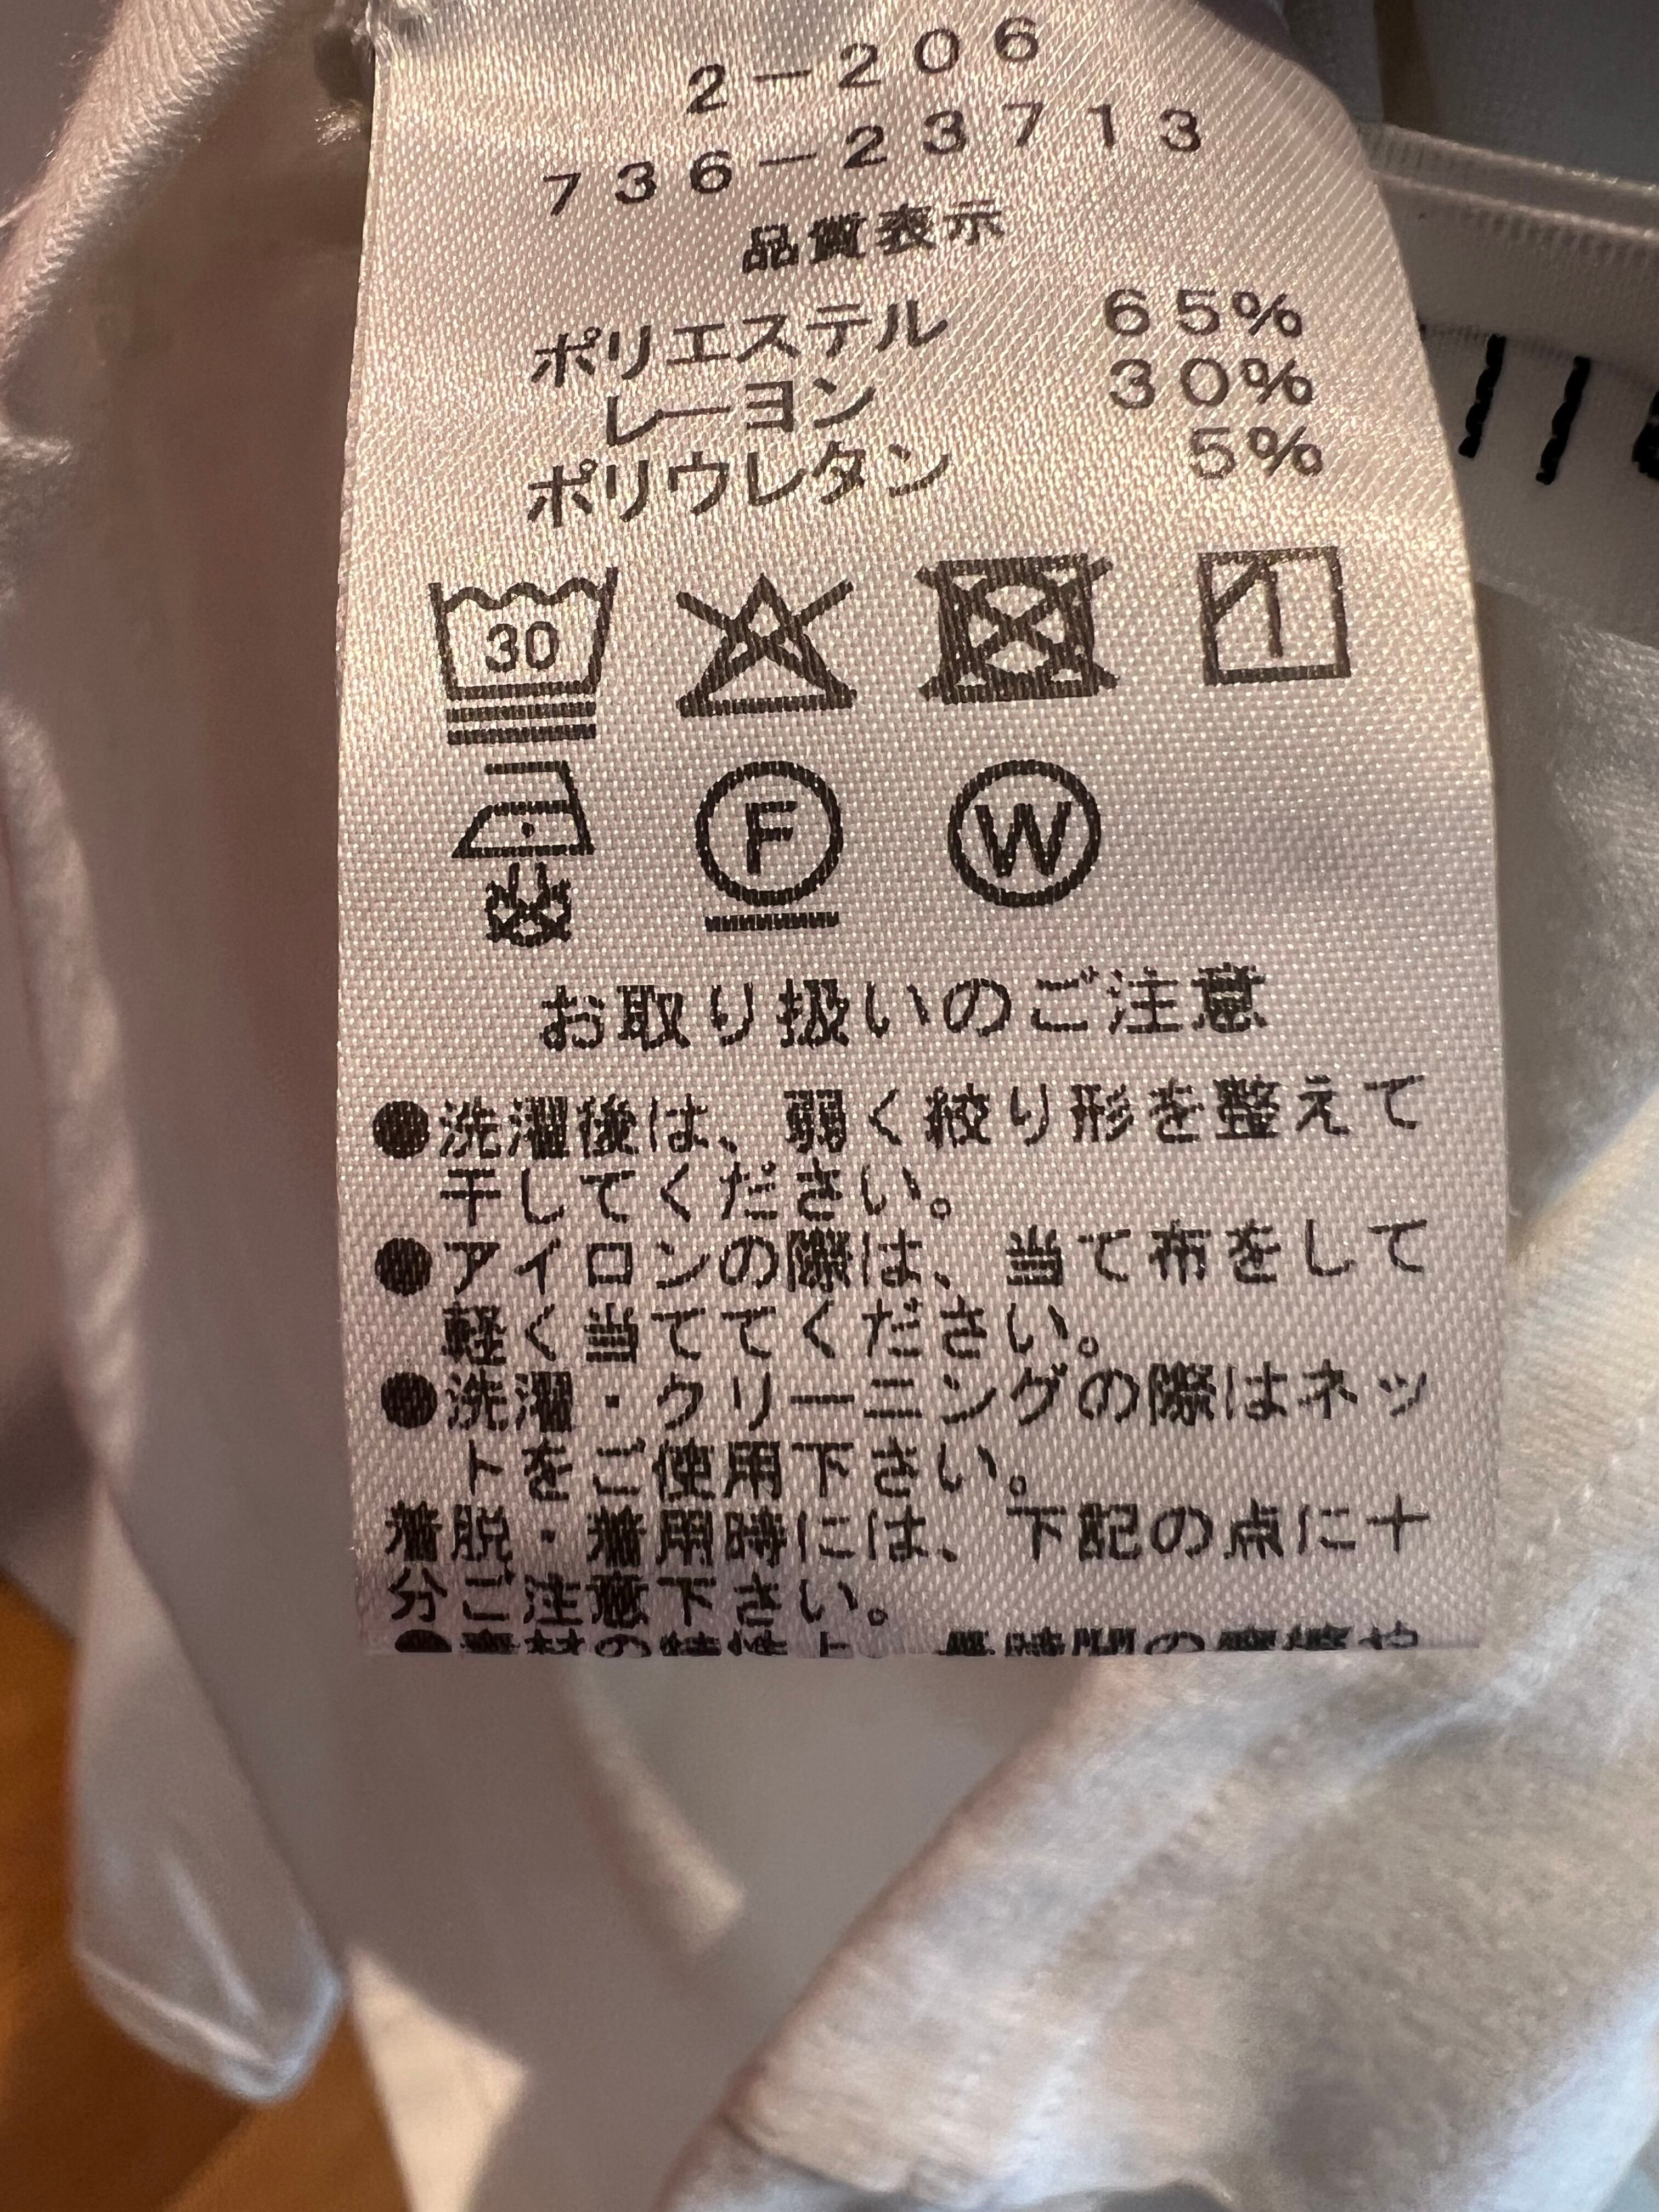 2－206
736－23713
品質表示
ポリエステル 65%
レーヨン 30%
ポリウレタン 5%
30
F W
お取り扱いのご注意
●洗濯後は、弱く絞り形を整えて
干してください。
●アイロンの際は、当て布をして
軽く当ててください。
●洗濯・クリーニングの際はネッ
トをご使用下さい。
着脱・着用時には、下記の点に十
分ご注意下さい。